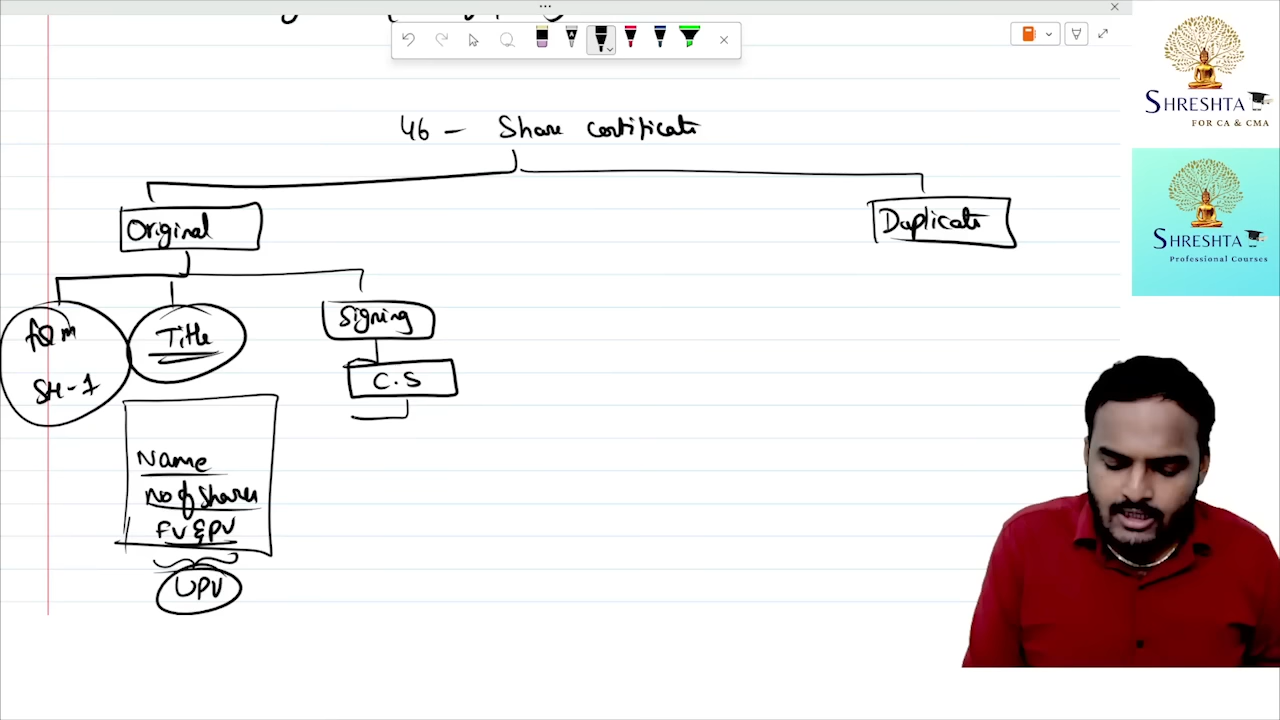 46 - Share certificate
Original
Duplicate
form
SH-1
Title
Signing
C.S
Name
No of shares
FV & PV
UPV
SHRESHTA
FOR CA & CMA
SHRESHTA
Professional Courses